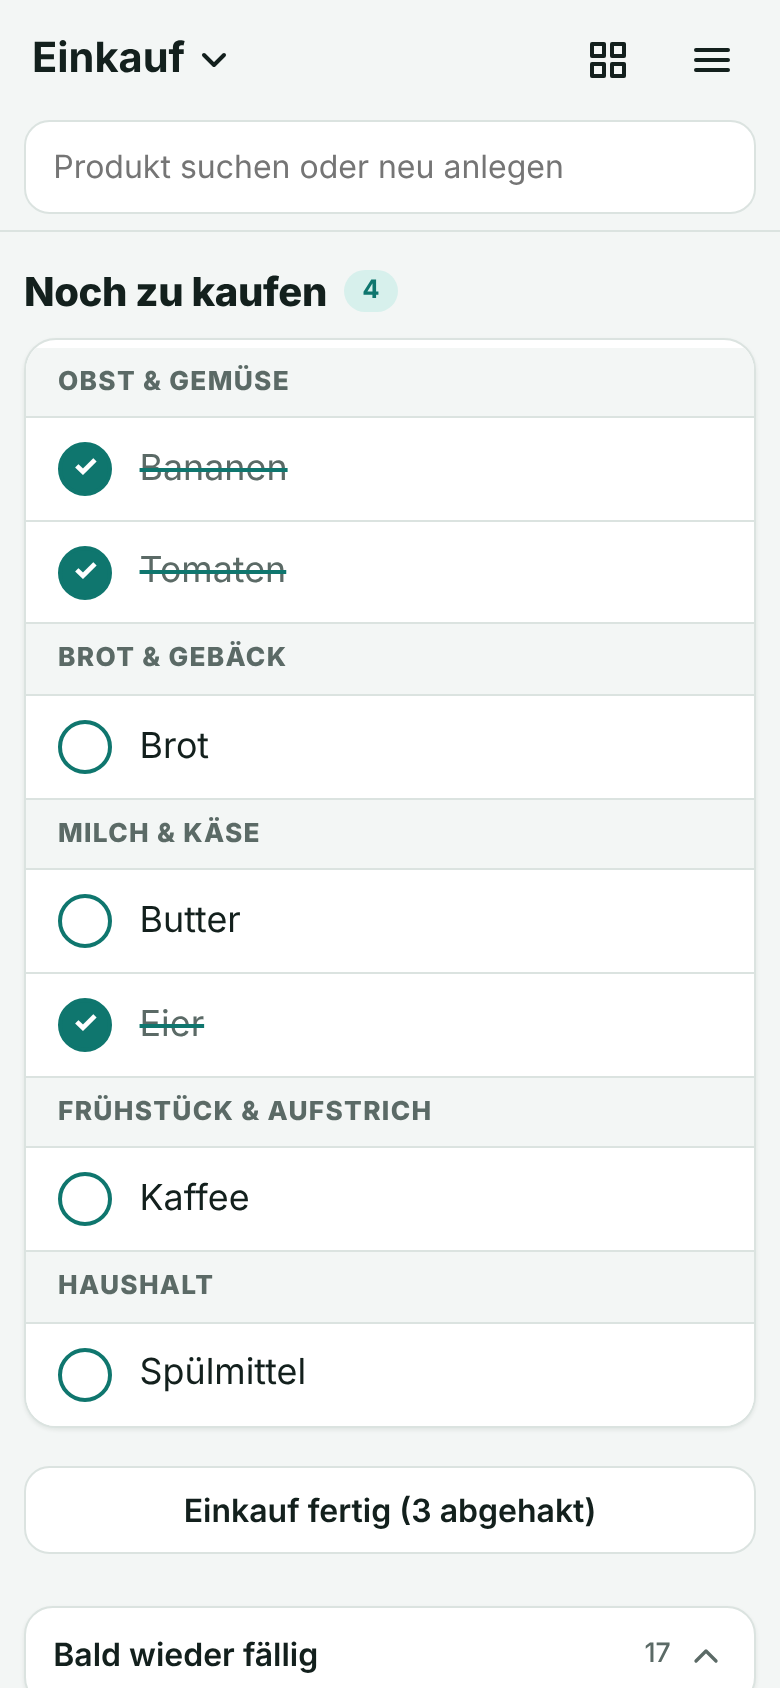 Einkauf
Produkt suchen oder neu anlegen
Noch zu kaufen 4
OBST & GEMÜSE
Bananen
Tomaten
BROT & GEBÄCK
Brot
MILCH & KÄSE
Butter
Eier
FRÜHSTÜCK & AUFSTRICH
Kaffee
HAUSHALT
Spülmittel
Einkauf fertig (3 abgehakt)
Bald wieder fällig 17